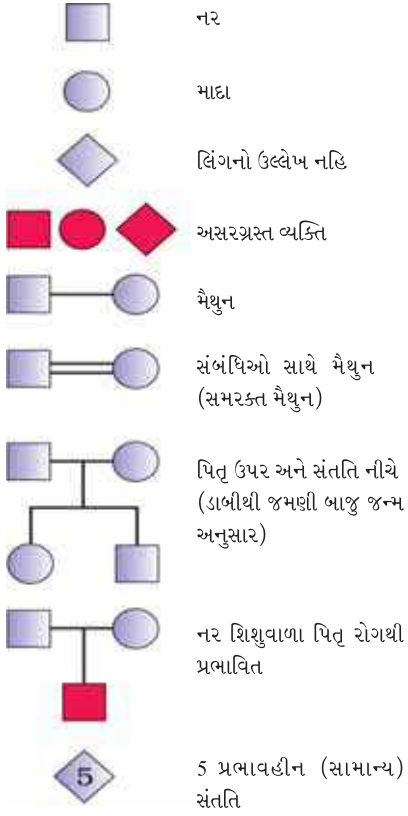 નર
માદા
લિંગનો ઉલ્લેખ નહિ
અસરગ્રસ્ત વ્યક્તિ
મૈથુન
સંબંધિઓ સાથે મૈથુન
(સમરક્ત મૈથુન)
પિતૃ ઉપર અને સંતતિ નીચે
(ડાબીથી જમણી બાજુ જન્મ
અનુસાર)
નર શિશુવાળા પિતૃ રોગથી
પ્રભાવિત
5
5 પ્રભાવહીન (સામાન્ય)
સંતતિ